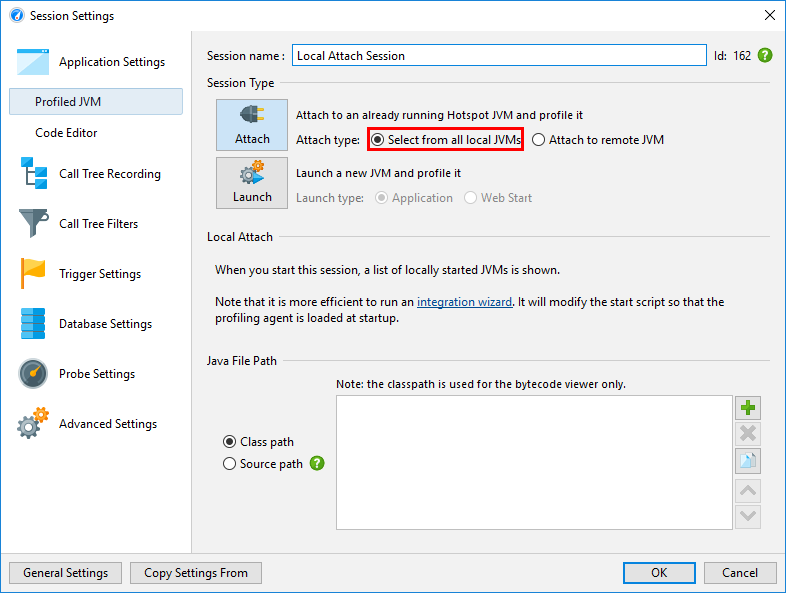 Session Settings
Application Settings
Profiled JVM
Code Editor
Call Tree Recording
Call Tree Filters
Trigger Settings
Database Settings
Probe Settings
Advanced Settings
Session name : Local Attach Session Id: 162 ?
Session Type
Attach
Attach to an already running Hotspot JVM and profile it
Attach type: Select from all local JVMs Attach to remote JVM
Launch
Launch a new JVM and profile it
Launch type: Application Web Start
Local Attach
When you start this session, a list of locally started JVMs is shown.
Note that it is more efficient to run an integration wizard. It will modify the start script so that the
profiling agent is loaded at startup.
Java File Path
Note: the classpath is used for the bytecode viewer only.
Class path
Source path ?
General Settings Copy Settings From OK Cancel